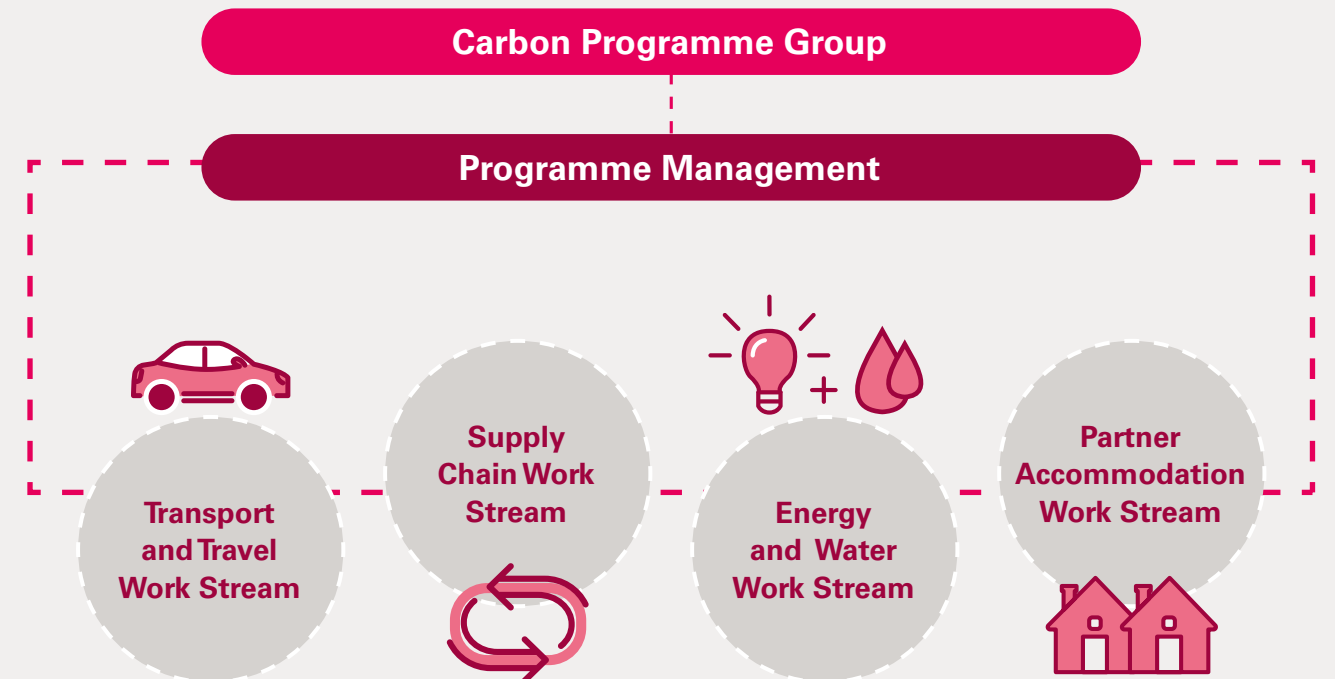 Carbon Programme Group
Programme Management
Transport
and Travel
Work Stream
Supply
Chain Work
Stream
Energy
and Water
Work Stream
Partner
Accommodation
Work Stream